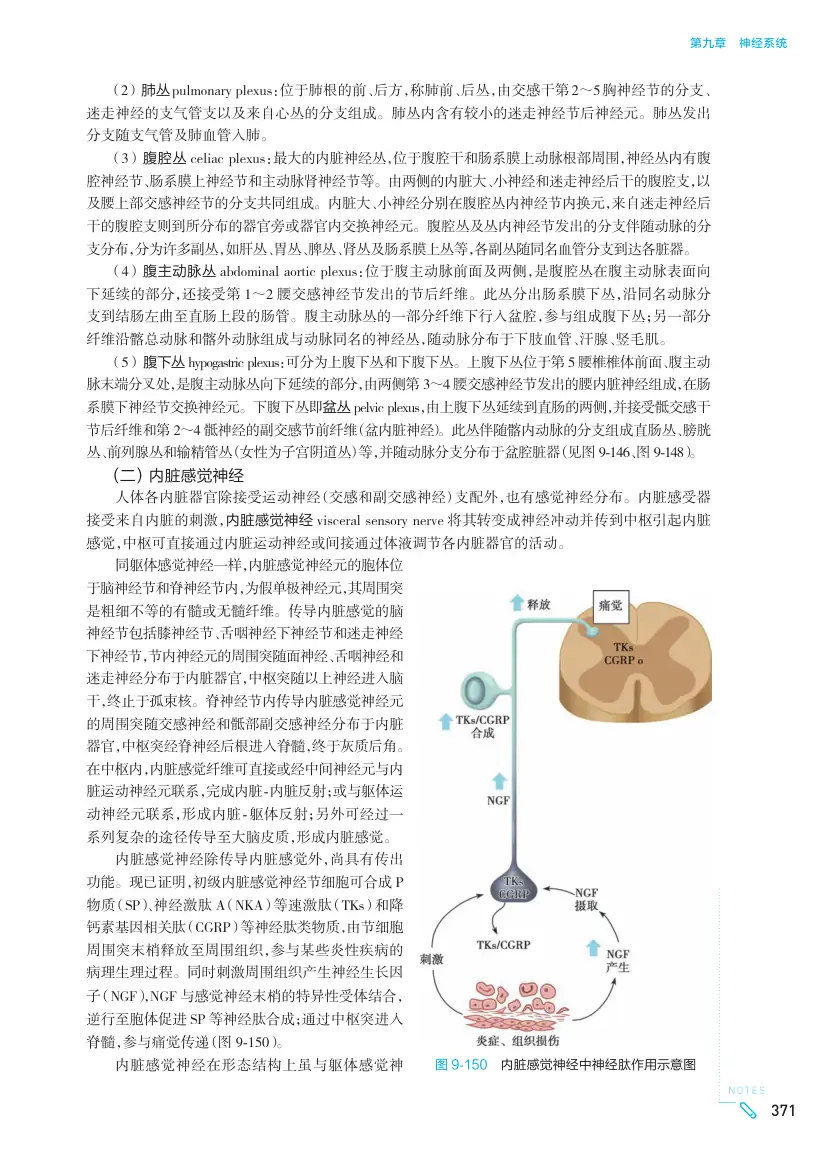 第九章 神经系统
（2）肺丛 pulmonary plexus：位于肺根的前、后方，称肺前、后丛，由交感干第2～5胸神经节的分支、
迷走神经的支气管支以及来自心丛的分支组成。肺丛内含有较小的迷走神经节后神经元。肺丛发出
分支随支气管及肺血管入肺。
（3）腹腔丛 celiac plexus：最大的内脏神经丛，位于腹腔干和肠系膜上动脉根部周围，神经丛内有腹
腔神经节、肠系膜上神经节和主动脉肾神经节等。由两侧的内脏大、小神经和迷走神经后干的腹腔支，以
及腰上部交感神经节的分支共同组成。内脏大、小神经分别在腹腔丛内神经节内换元，来自迷走神经后
干的腹腔支则到所分布的器官旁或器官内交换神经元。腹腔丛及丛内神经节发出的分支伴随动脉的分
支分布，分为许多副丛，如肝丛、胃丛、脾丛、肾丛及肠系膜上丛等，各副丛随同名血管分支到达各脏器。
（4）腹主动脉丛 abdominal aortic plexus：位于腹主动脉前面及两侧，是腹腔丛在腹主动脉表面向
下延续的部分，还接受第 1～2 腰交感神经节发出的节后纤维。此丛分出肠系膜下丛，沿同名动脉分
支到结肠左曲至直肠上段的肠管。腹主动脉丛的一部分纤维下行入盆腔，参与组成腹下丛；另一部分
纤维沿髂总动脉和髂外动脉组成与动脉同名的神经丛，随动脉分布于下肢血管、汗腺、竖毛肌。
（5）腹下丛 hypogastric plexus：可分为上腹下丛和下腹下丛。上腹下丛位于第 5 腰椎椎体前面、腹主动
脉末端分叉处，是腹主动脉丛向下延续的部分，由两侧第 3～4 腰交感神经节发出的腰内脏神经组成，在肠
系膜下神经节交换神经元。下腹下丛即盆丛 pelvic plexus，由上腹下丛延续到直肠的两侧，并接受骶交感干
节后纤维和第 2～4 骶神经的副交感节前纤维（盆内脏神经）。此丛伴随髂内动脉的分支组成直肠丛、膀胱
丛、前列腺丛和输精管丛（女性为子宫阴道丛）等，并随动脉分支分布于盆腔脏器（见图 9-146、图 9-148）。
（二）内脏感觉神经
人体各内脏器官除接受运动神经（交感和副交感神经）支配外，也有感觉神经分布。内脏感受器
接受来自内脏的刺激，内脏感觉神经 visceral sensory nerve 将其转变成神经冲动并传到中枢引起内脏
感觉，中枢可直接通过内脏运动神经或间接通过体液调节各内脏器官的活动。
同躯体感觉神经一样，内脏感觉神经元的胞体位
于脑神经节和脊神经节内，为假单极神经元，其周围突
是粗细不等的有髓或无髓纤维。传导内脏感觉的脑
神经节包括膝神经节、舌咽神经下神经节和迷走神经
下神经节，节内神经元的周围突随面神经、舌咽神经和
迷走神经分布于内脏器官，中枢突随以上神经进入脑
干，终止于孤束核。脊神经节内传导内脏感觉神经元
的周围突随交感神经和骶部副交感神经分布于内脏
器官，中枢突经脊神经后根进入脊髓，终于灰质后角。
在中枢内，内脏感觉纤维可直接或经中间神经元与内
脏运动神经元联系，完成内脏-内脏反射；或与躯体运
动神经元联系，形成内脏-躯体反射；另外可经过一
系列复杂的途径传导至大脑皮质，形成内脏感觉。
内脏感觉神经除传导内脏感觉外，尚具有传出
功能。现已证明，初级内脏感觉神经节细胞可合成 P
物质（SP）、神经激肽 A（NKA）等速激肽（TKs）和降
钙素基因相关肽（CGRP）等神经肽类物质，由节细胞
周围突末梢释放至周围组织，参与某些炎性疾病的
病理生理过程。同时刺激周围组织产生神经生长因
子（NGF），NGF 与感觉神经末梢的特异性受体结合，
逆行至胞体促进 SP 等神经肽合成；通过中枢突进入
脊髓，参与痛觉传递（图 9-150）。
内脏感觉神经在形态结构上虽与躯体感觉神
释放
痛觉
TKs
CGRP o
TKs/CGRP
合成
NGF
TKs
CGRP
NGF
摄取
TKs/CGRP
刺激
NGF
产生
炎症、组织损伤
图 9-150 内脏感觉神经中神经肽作用示意图
NOTES
371